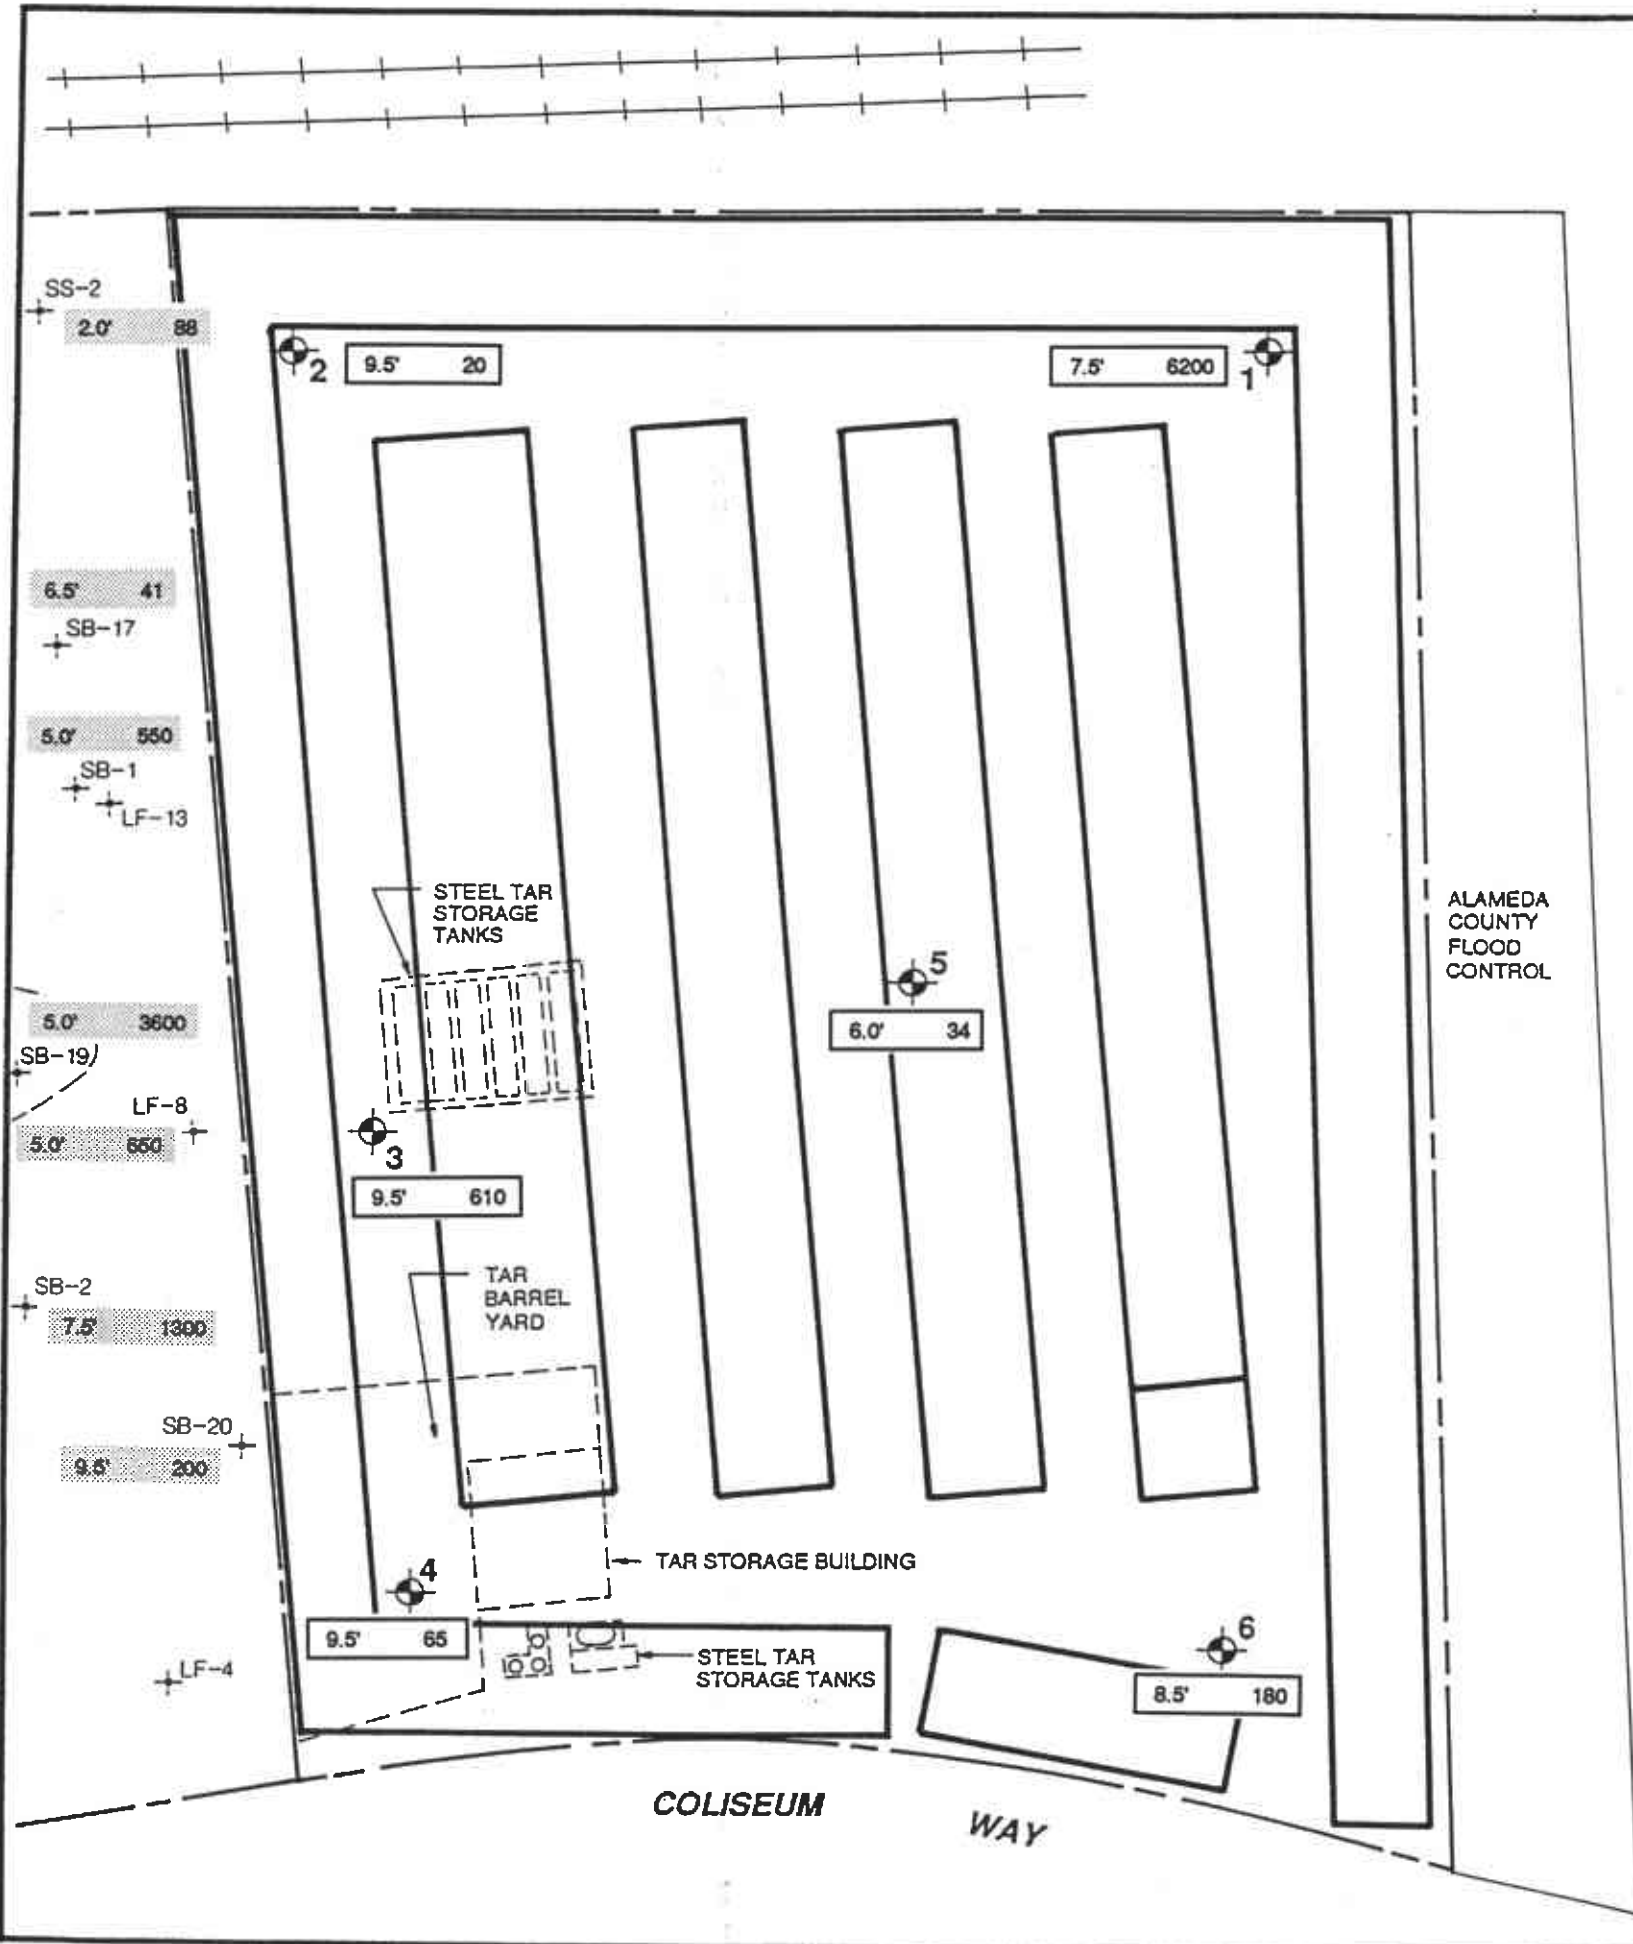 SS-2
2.0' 88
2
9.5' 20
7.5' 6200
1
6.5' 41
SB-17
5.0' 550
SB-1
LF-13
STEEL TAR
STORAGE
TANKS
ALAMEDA
COUNTY
FLOOD
CONTROL
5
6.0' 34
5.0' 3600
SB-19
LF-8
5.0' 650
3
9.5' 610
SB-2
7.5' 1300
TAR
BARREL
YARD
SB-20
9.5' 200
TAR STORAGE BUILDING
4
9.5' 65
STEEL TAR
STORAGE TANKS
6
8.5' 180
LF-4
COLISEUM WAY